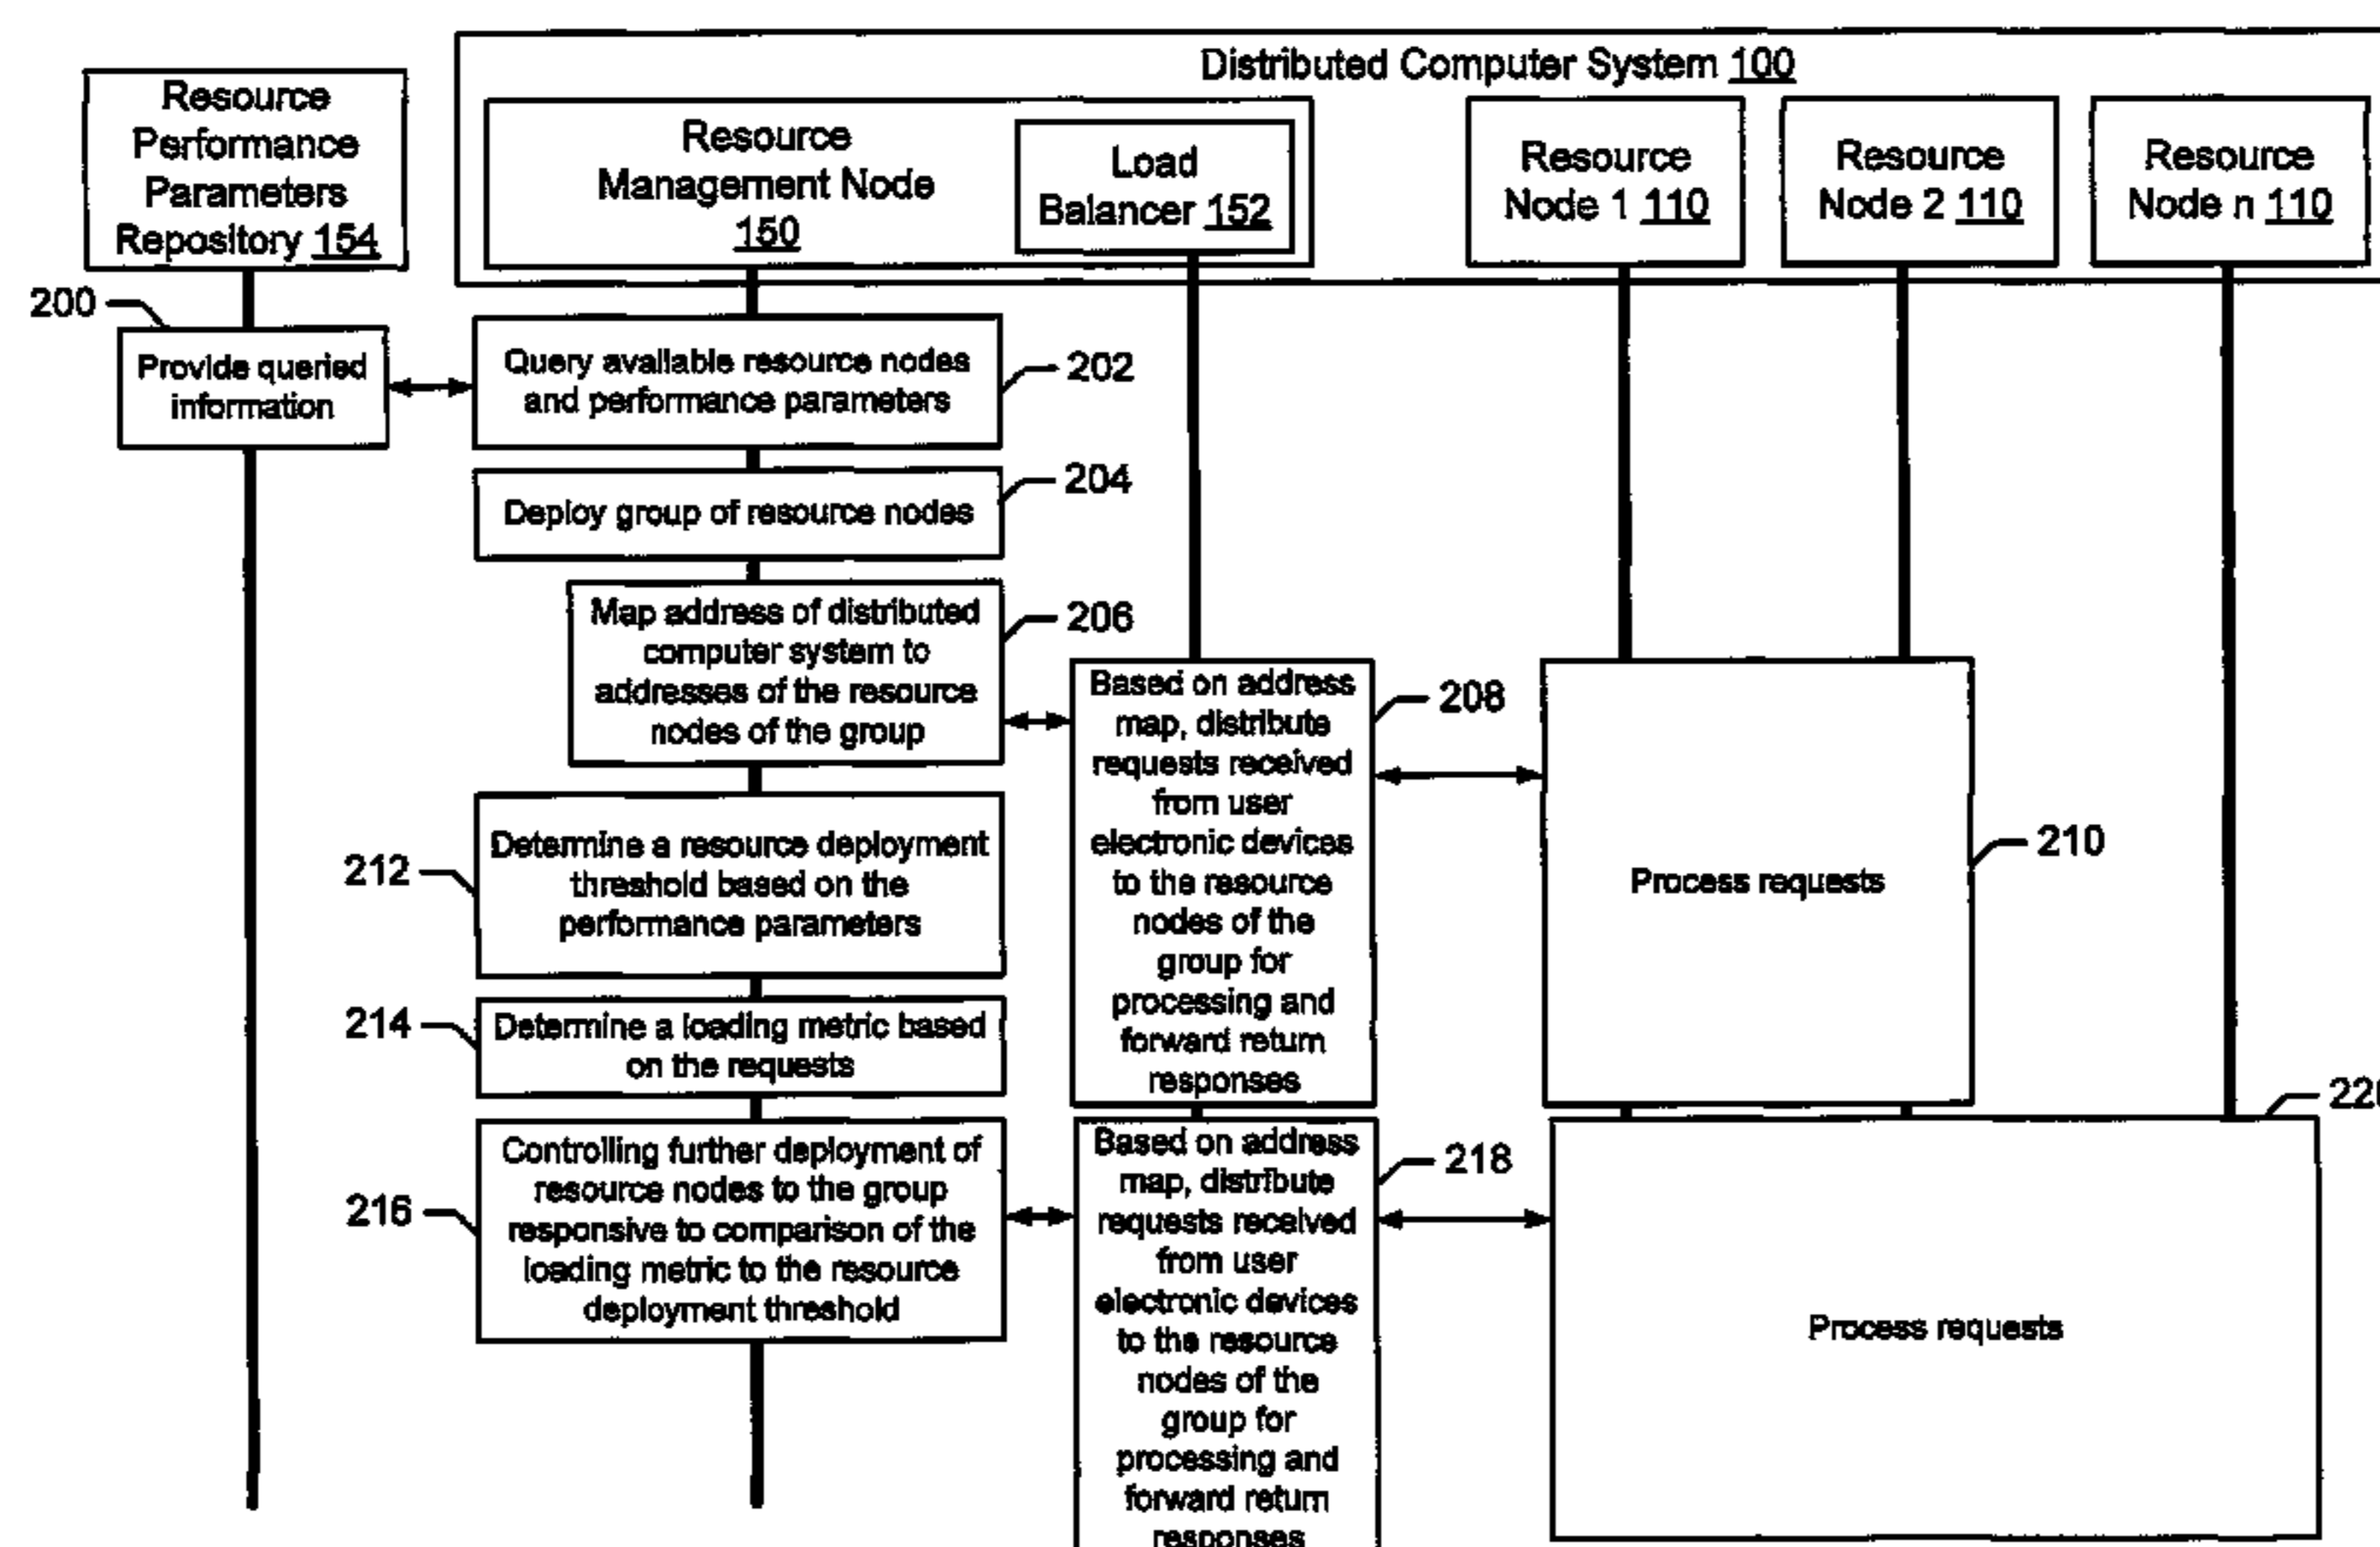 Distributed Computer System 100
Resource
Performance
Parameters
Repository 154
Resource
Management Node
150
Load
Balancer 152
Resource
Node 1 110
Resource
Node 2 110
Resource
Node n 110
200
Provide queried
information
Query available resource nodes
and performance parameters
202
Deploy group of resource nodes
204
Map address of distributed
computer system to
addresses of the resource
nodes of the group
206
Based on address
map, distribute
requests received
from user
electronic devices
to the resource
nodes of the
group for
processing and
forward return
responses
208
Process requests
210
212
Determine a resource deployment
threshold based on the
performance parameters
214
Determine a loading metric based
on the requests
216
Controlling further deployment of
resource nodes to the group
responsive to comparison of the
loading metric to the resource
deployment threshold
Based on address
map, distribute
requests received
from user
electronic devices
to the resource
nodes of the
group for
processing and
forward return
responses
218
Process requests